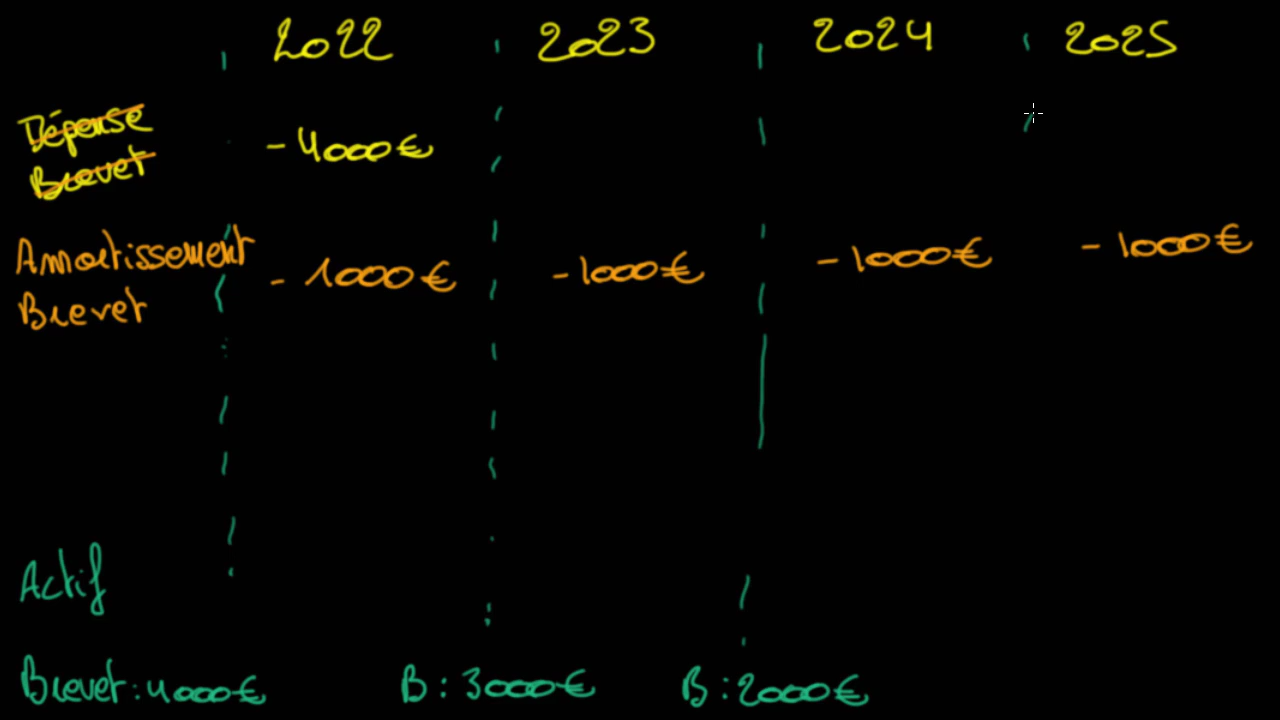 2022 2023 2024 2025
Dépense
Brevet
- 4000€
Amortissement
Brevet
- 1000€ - 1000€ - 1000€ - 1000€
Actif
Brevet : 4000€ B : 3000€ B : 2000€